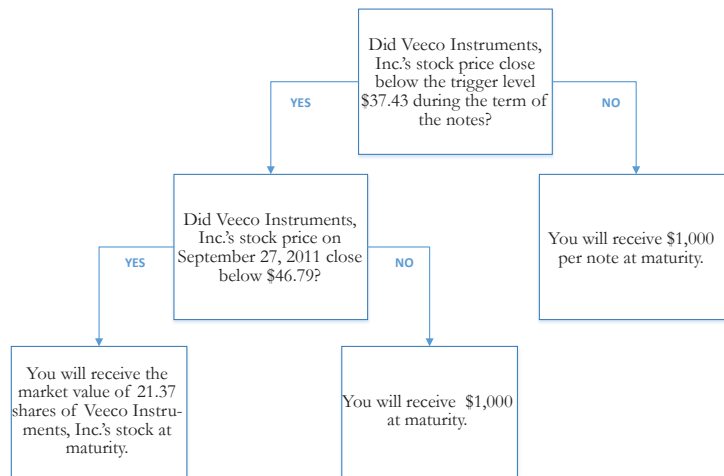 Did Veeco Instruments,
Inc.'s stock price close
below the trigger level
$37.43 during the term of
the notes?
YES
NO
Did Veeco Instruments,
Inc.'s stock price on
September 27, 2011 close
below $46.79?
You will receive $1,000
per note at maturity.
YES
NO
You will receive the
market value of 21.37
shares of Veeco Instru-
ments, Inc.'s stock at
maturity.
You will receive $1,000
at maturity.